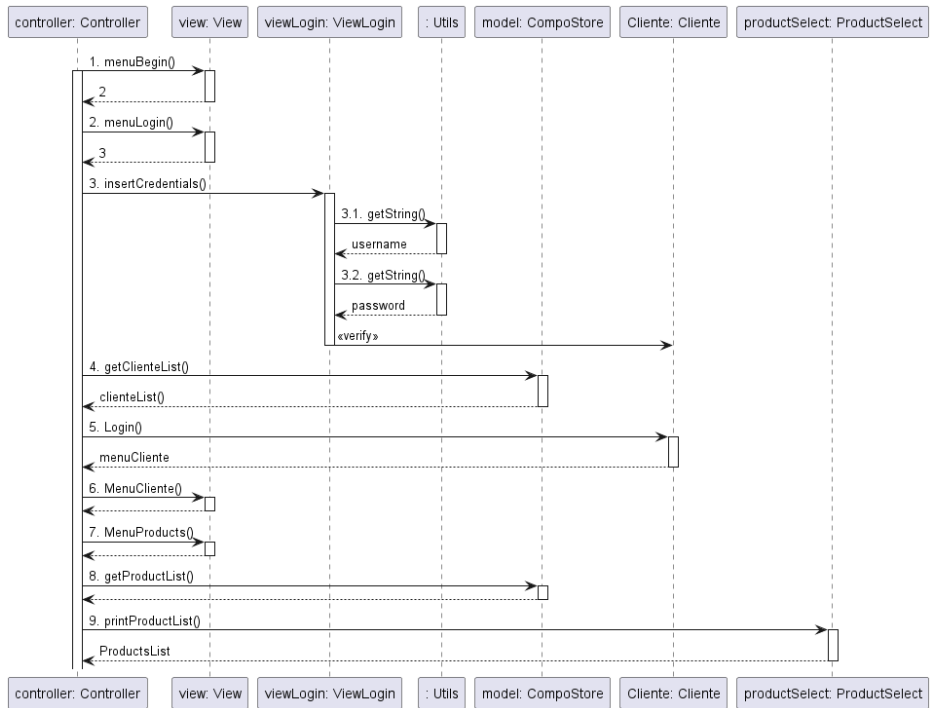 controller: Controller
view: View
viewLogin: ViewLogin
: Utils
model: CompoStore
Cliente: Cliente
productSelect: ProductSelect
1. menuBegin()
2
2. menuLogin()
3
3. insertCredentials()
3.1. getString()
username
3.2. getString()
password
«verify»
4. getClienteList()
clienteList()
5. Login()
menuCliente
6. MenuCliente()
7. MenuProducts()
8. getProductList()
9. printProductList()
ProductsList
controller: Controller
view: View
viewLogin: ViewLogin
: Utils
model: CompoStore
Cliente: Cliente
productSelect: ProductSelect